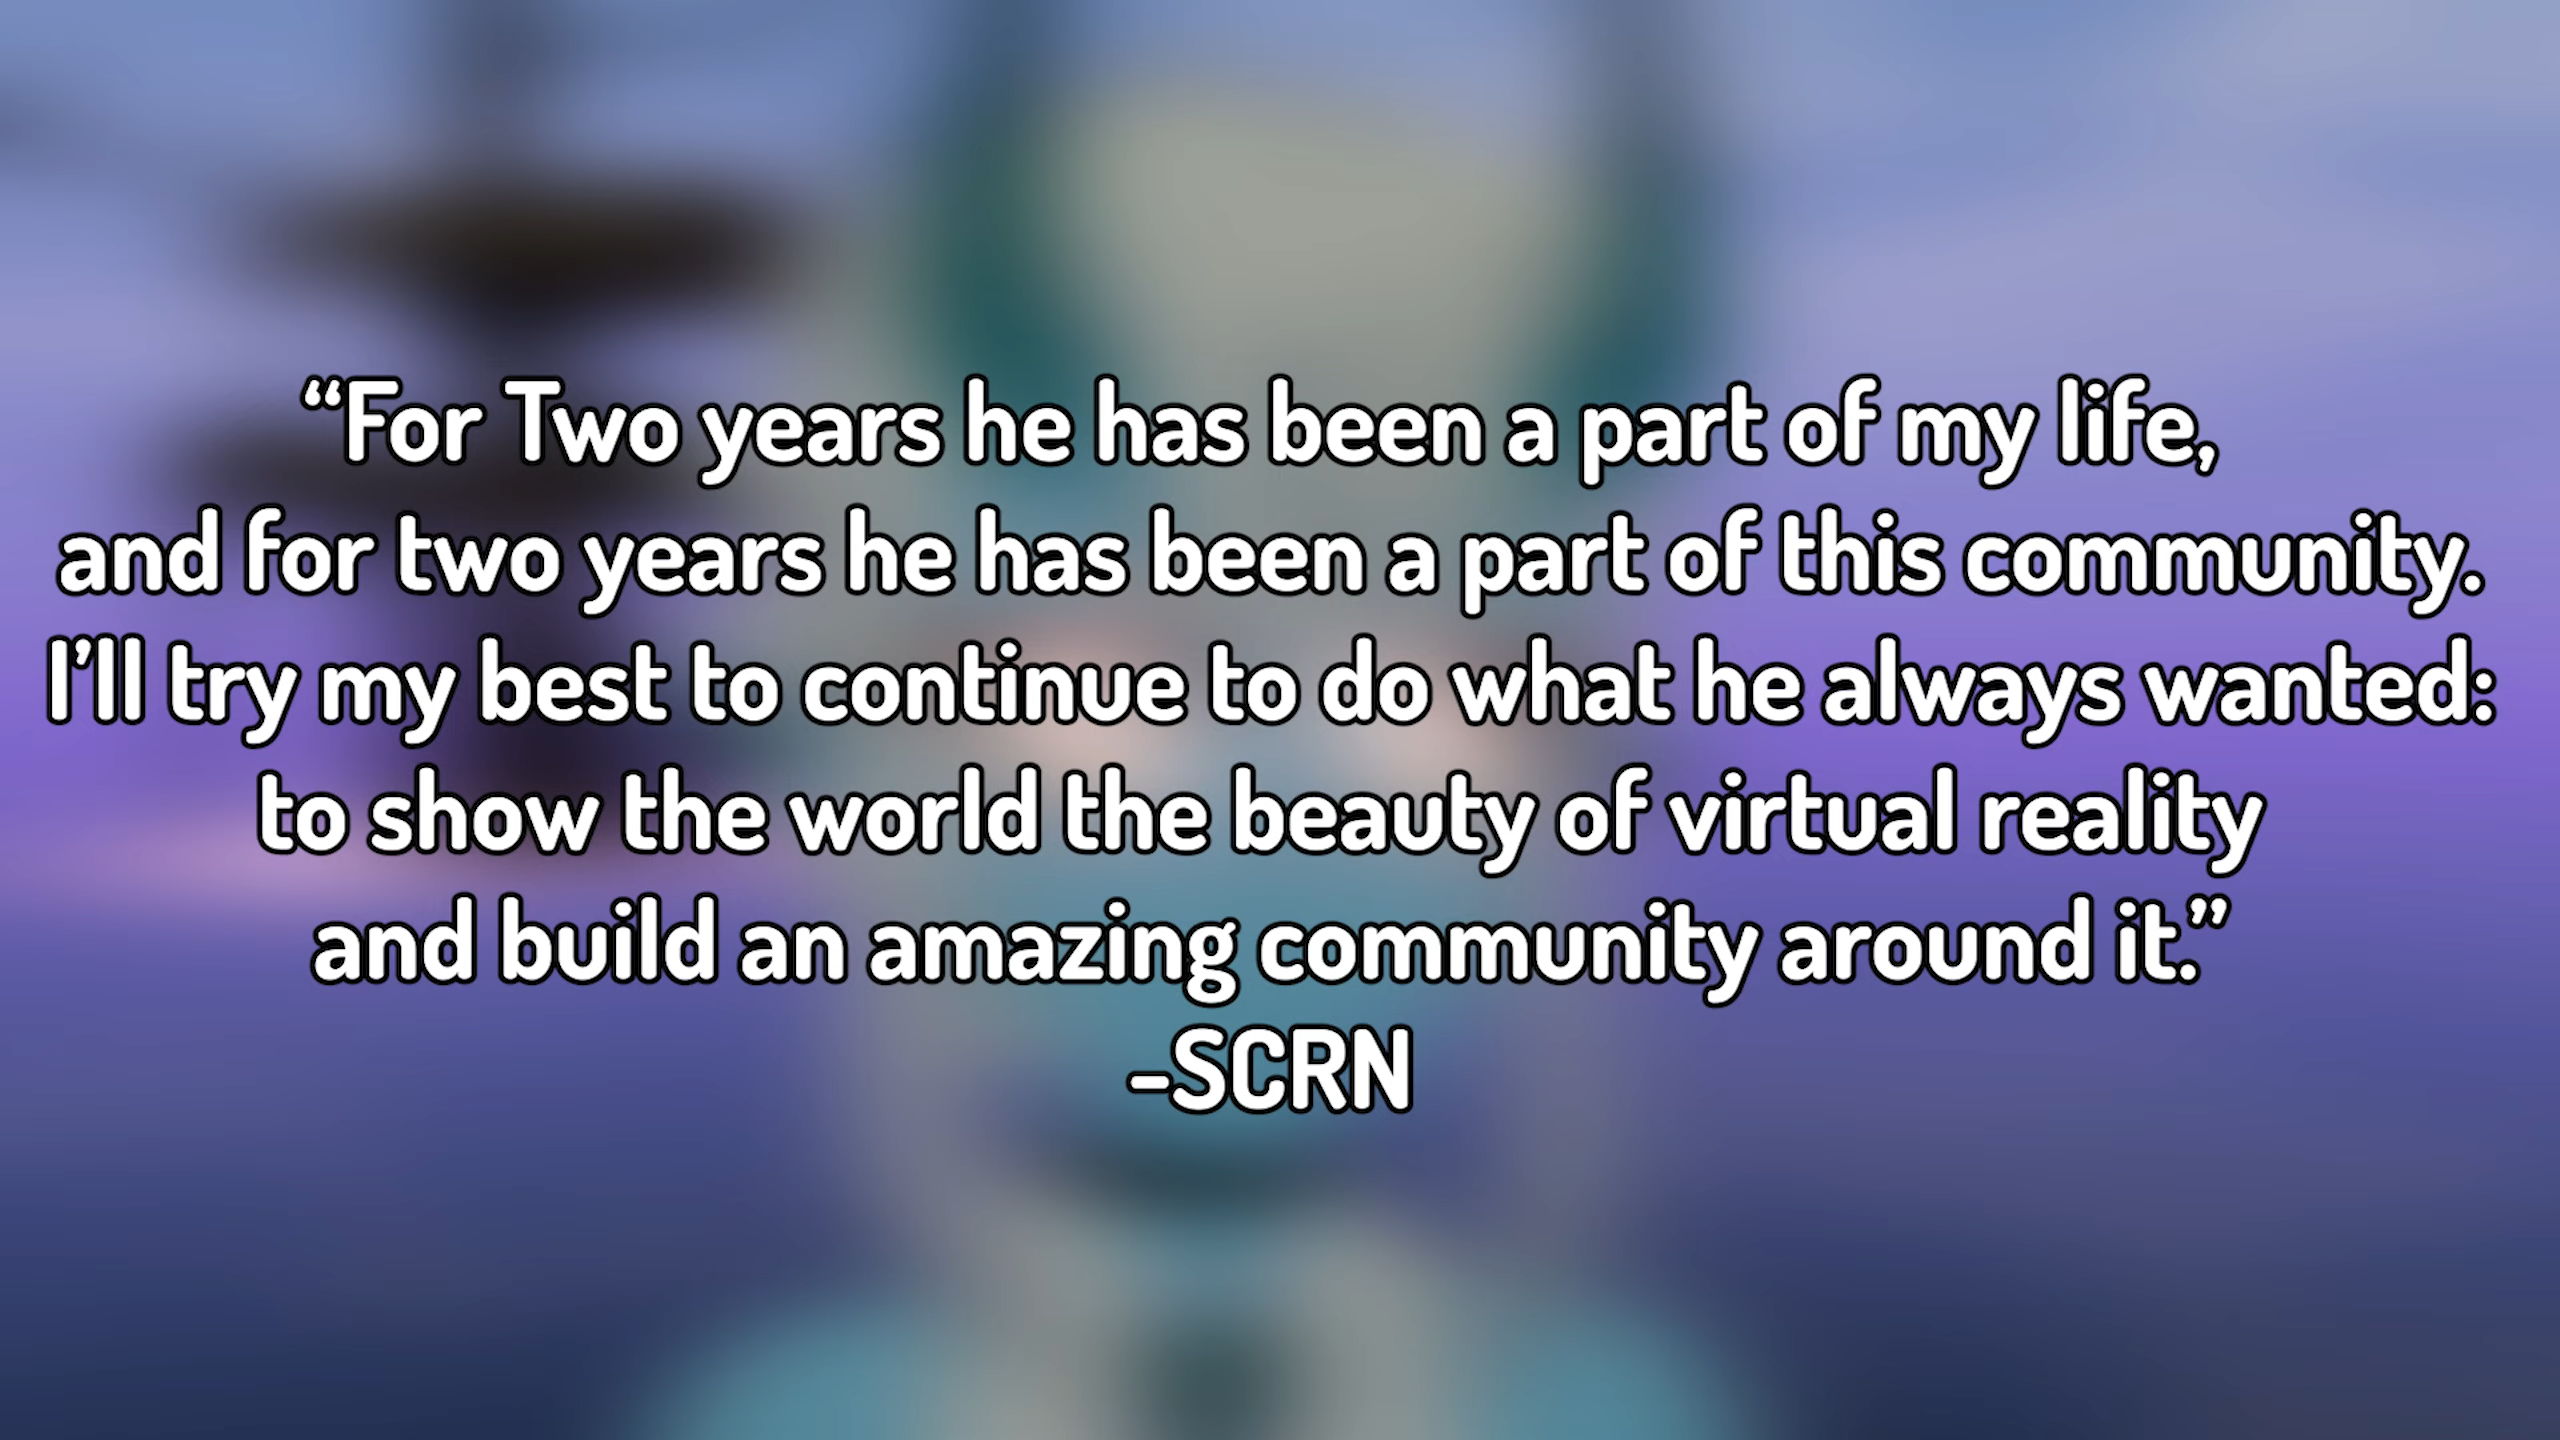 “For Two years he has been a part of my life,
and for two years he has been a part of this community.
I’ll try my best to continue to do what he always wanted:
to show the world the beauty of virtual reality
and build an amazing community around it.”
-SCRN